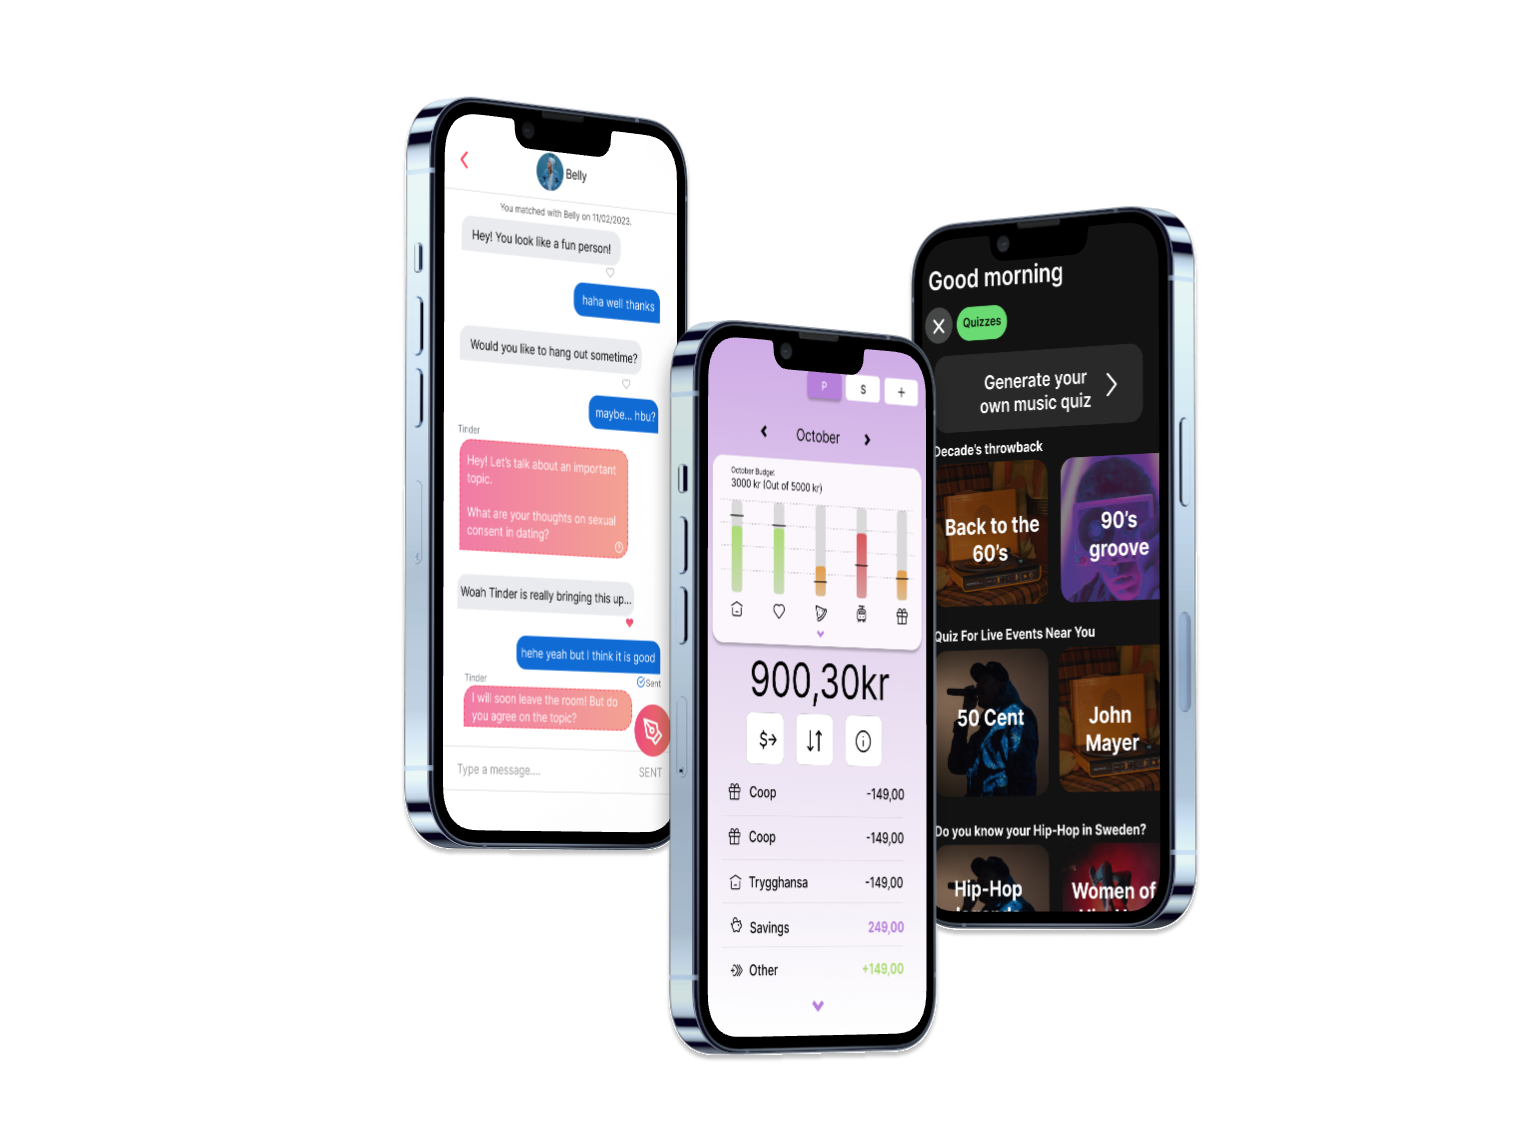 Belly
You matched with Belly on 11/02/2023.
Hey! You look like a fun person!
haha well thanks
Would you like to hang out sometime?
maybe... hbu?
Tinder
Hey! Let's talk about an important
topic.
What are your thoughts on sexual
consent in dating?
Woah Tinder is really bringing this up...
hehe yeah but I think it is good
Sent
Tinder
I will soon leave the room! But do
you agree on the topic?
Type a message....
SENT
P
S
+
October
October Budget
3000 kr (Out of 5000 kr)
900,30kr
$
Coop -149,00
Coop -149,00
Trygghansa -149,00
Savings 249,00
Other +149,00
Good morning
X
Quizzes
Generate your
own music quiz
Decade's throwback
Back to the
60's
90's
groove
Quiz For Live Events Near You
50 Cent
John
Mayer
Do you know your Hip-Hop in Sweden?
Hip-Hop
Women of